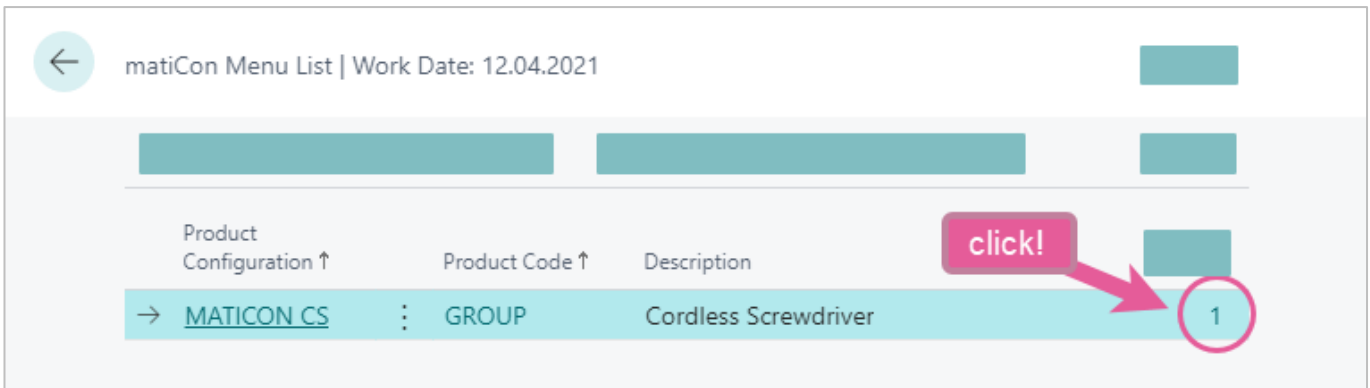 matiCon Menu List | Work Date: 12.04.2021
Product
Configuration ↑ Product Code ↑ Description
click!
→ MATICON CS ⋮ GROUP Cordless Screwdriver 1